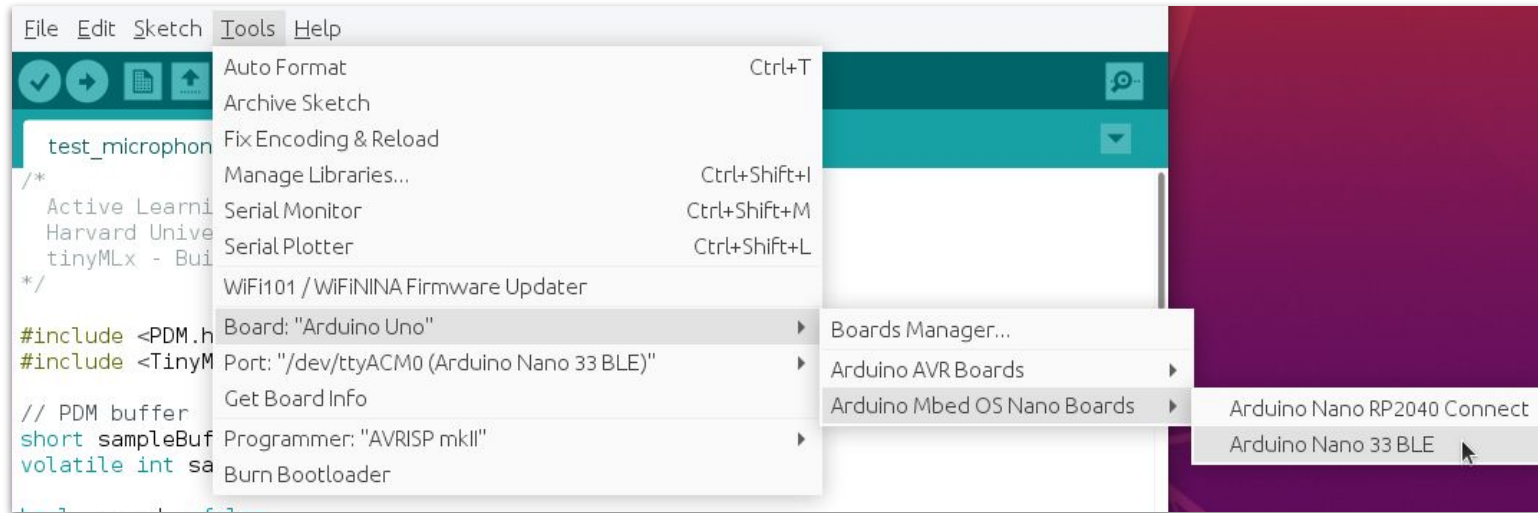 File Edit Sketch Tools Help
Auto Format Ctrl+T
Archive Sketch
Fix Encoding & Reload
Manage Libraries... Ctrl+Shift+I
Serial Monitor Ctrl+Shift+M
Serial Plotter Ctrl+Shift+L
WiFi101 / WiFiNINA Firmware Updater
Board: "Arduino Uno"
Port: "/dev/ttyACM0 (Arduino Nano 33 BLE)"
Get Board Info
Programmer: "AVRISP mkII"
Burn Bootloader
Boards Manager...
Arduino AVR Boards
Arduino Mbed OS Nano Boards
Arduino Nano RP2040 Connect
Arduino Nano 33 BLE
test_microphon
/*
Active Learni
Harvard Unive
tinyMLx - Bui
*/
#include <PDM.h
#include <TinyM
// PDM buffer
short sampleBuf
volatile int sa